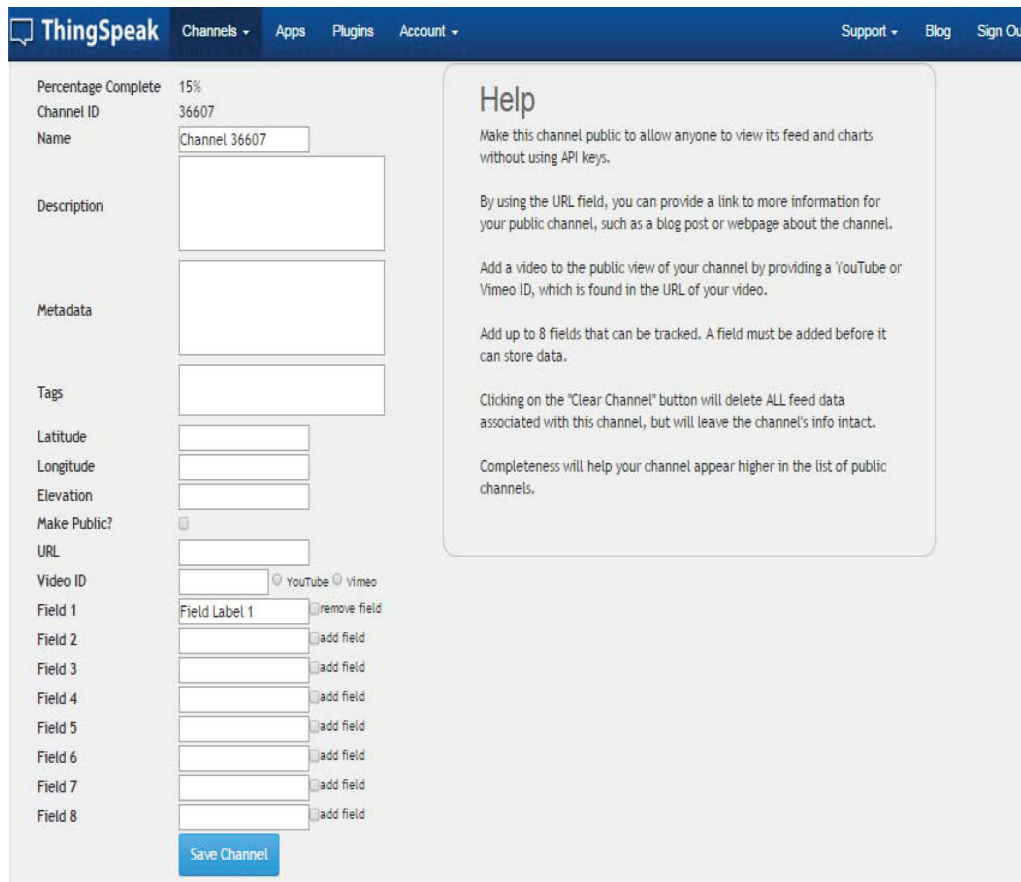 ThingSpeak Channels Apps Plugins Account Support Blog Sign Ou
Percentage Complete 15%
Channel ID 36607
Name Channel 36607
Description
Metadata
Tags
Latitude
Longitude
Elevation
Make Public?
URL
Video ID YouTube Vimeo
Field 1 Field Label 1 remove field
Field 2 add field
Field 3 add field
Field 4 add field
Field 5 add field
Field 6 add field
Field 7 add field
Field 8 add field
Save Channel
Help
Make this channel public to allow anyone to view its feed and charts
without using API keys.
By using the URL field, you can provide a link to more information for
your public channel, such as a blog post or webpage about the channel.
Add a video to the public view of your channel by providing a YouTube or
Vimeo ID, which is found in the URL of your video.
Add up to 8 fields that can be tracked. A field must be added before it
can store data.
Clicking on the "Clear Channel" button will delete ALL feed data
associated with this channel, but will leave the channel's info intact.
Completeness will help your channel appear higher in the list of public
channels.